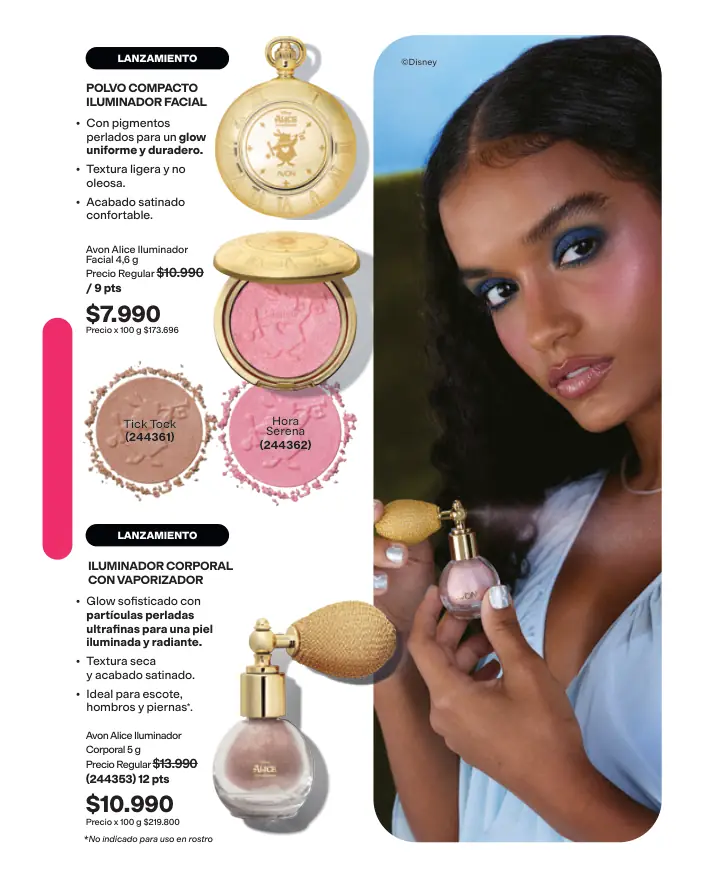 LANZAMIENTO
POLVO COMPACTO
ILUMINADOR FACIAL
• Con pigmentos
perlados para un glow
uniforme y duradero.
• Textura ligera y no
oleosa.
• Acabado satinado
confortable.
Avon Alice Iluminador
Facial 4,6 g
Precio Regular $10.990
/ 9 pts
$7.990
Precio x 100 g $173.696
ALICE
AVON
©Disney
Tick Tock
(244361)
Hora
Serena
(244362)
LANZAMIENTO
ILUMINADOR CORPORAL
CON VAPORIZADOR
• Glow sofisticado con
partículas perladas
ultrafinas para una piel
iluminada y radiante.
• Textura seca
y acabado satinado.
• Ideal para escote,
hombros y piernas*.
Avon Alice Iluminador
Corporal 5 g
Precio Regular $13.990
(244353) 12 pts
$10.990
Precio x 100 g $219.800
*No indicado para uso en rostro
ALICE